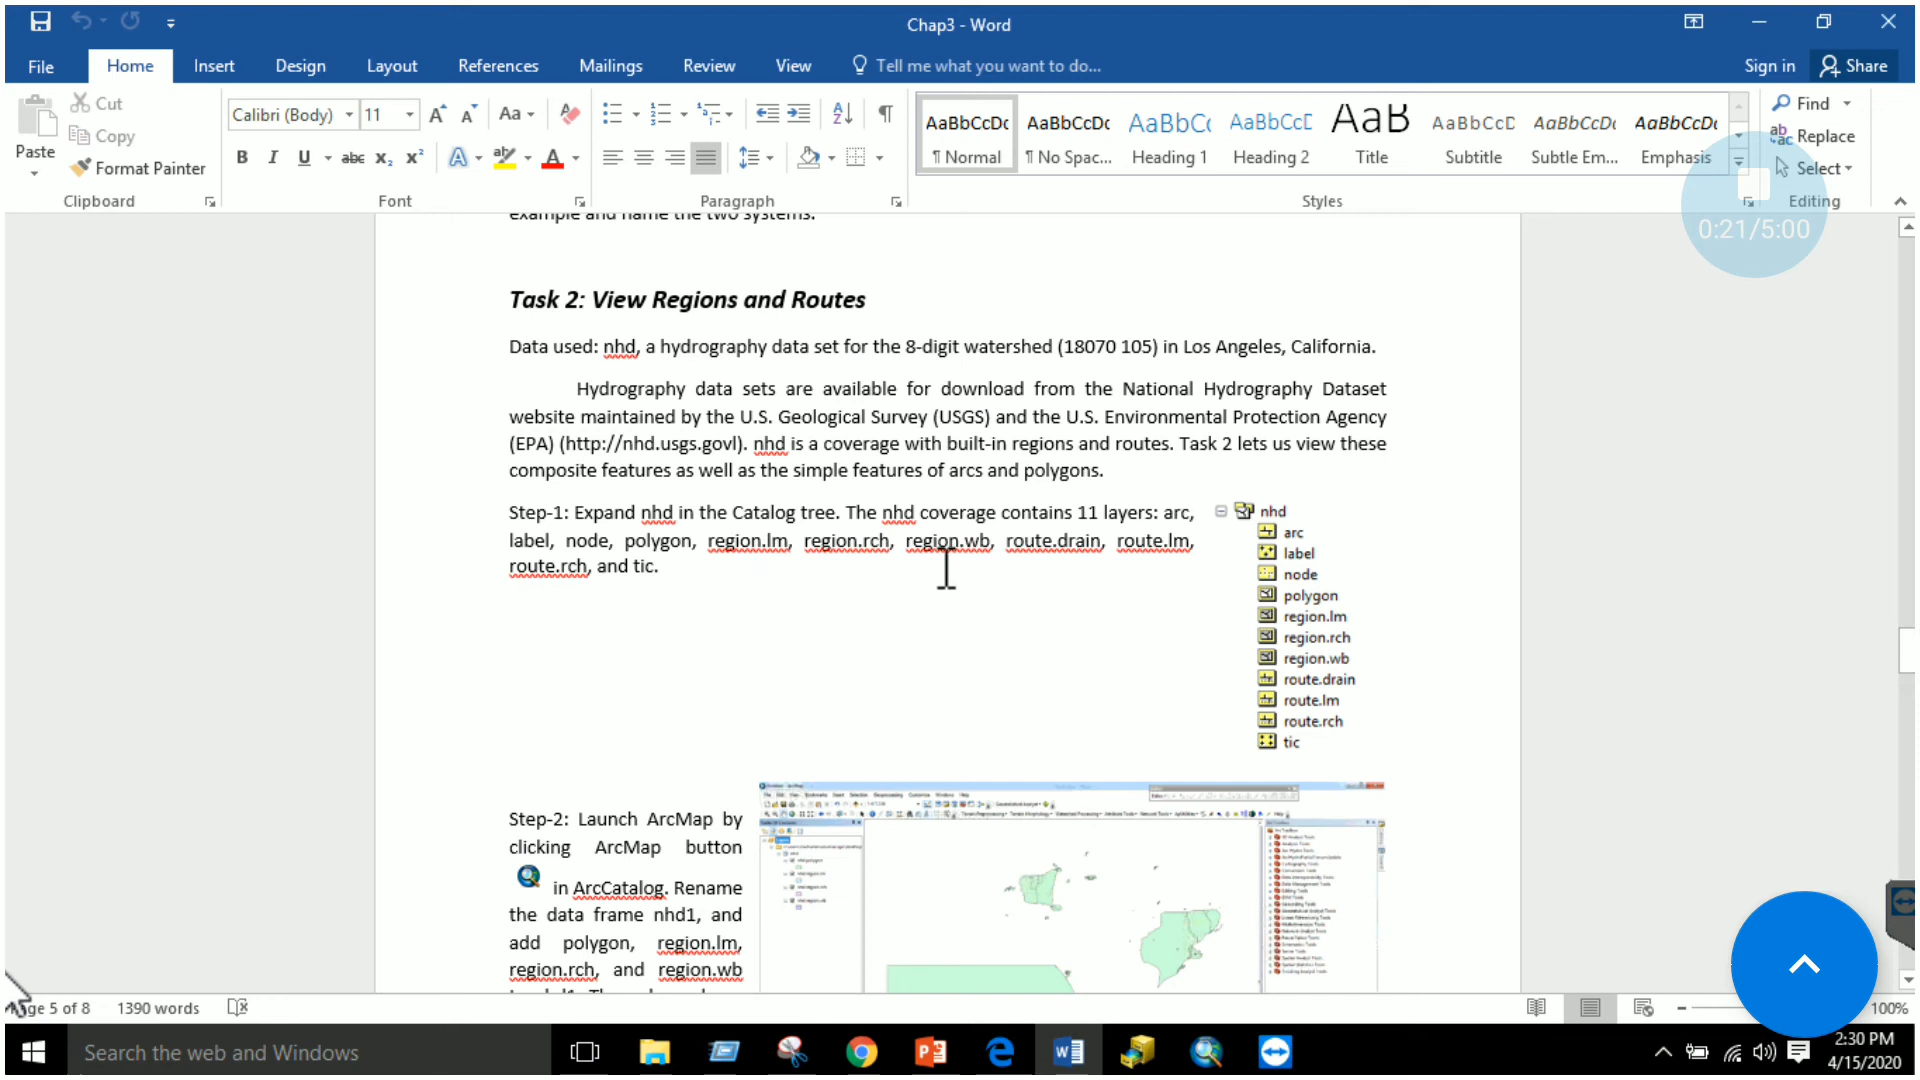 Chap3 - Word
File Home Insert Design Layout References Mailings Review View Tell me what you want to do... Sign in Share
Paste
Cut
Copy
Format Painter
Clipboard
Calibri (Body) 11
Font
Paragraph
AaBbCcDc AaBbCcDc AaBbC AaBbCcE AaB AaBbCcD AaBbCcDc AaBbCcDc
¶ Normal ¶ No Spac... Heading 1 Heading 2 Title Subtitle Subtle Em... Emphasis
Styles
Find
Replace
Select
Editing
0:21/5:00
example and name the two systems.
Task 2: View Regions and Routes
Data used: nhd, a hydrography data set for the 8-digit watershed (18070 105) in Los Angeles, California.
Hydrography data sets are available for download from the National Hydrography Dataset
website maintained by the U.S. Geological Survey (USGS) and the U.S. Environmental Protection Agency
(EPA) (http://nhd.usgs.govl). nhd is a coverage with built-in regions and routes. Task 2 lets us view these
composite features as well as the simple features of arcs and polygons.
Step-1: Expand nhd in the Catalog tree. The nhd coverage contains 11 layers: arc,
label, node, polygon, region.lm, region.rch, region.wb, route.drain, route.lm,
route.rch, and tic.
nhd
arc
label
node
polygon
region.lm
region.rch
region.wb
route.drain
route.lm
route.rch
tic
Step-2: Launch ArcMap by
clicking ArcMap button
in ArcCatalog. Rename
the data frame nhd1, and
add polygon, region.lm,
region.rch, and region.wb
ge 5 of 8 1390 words 100%
Search the web and Windows
2:30 PM
4/15/2020